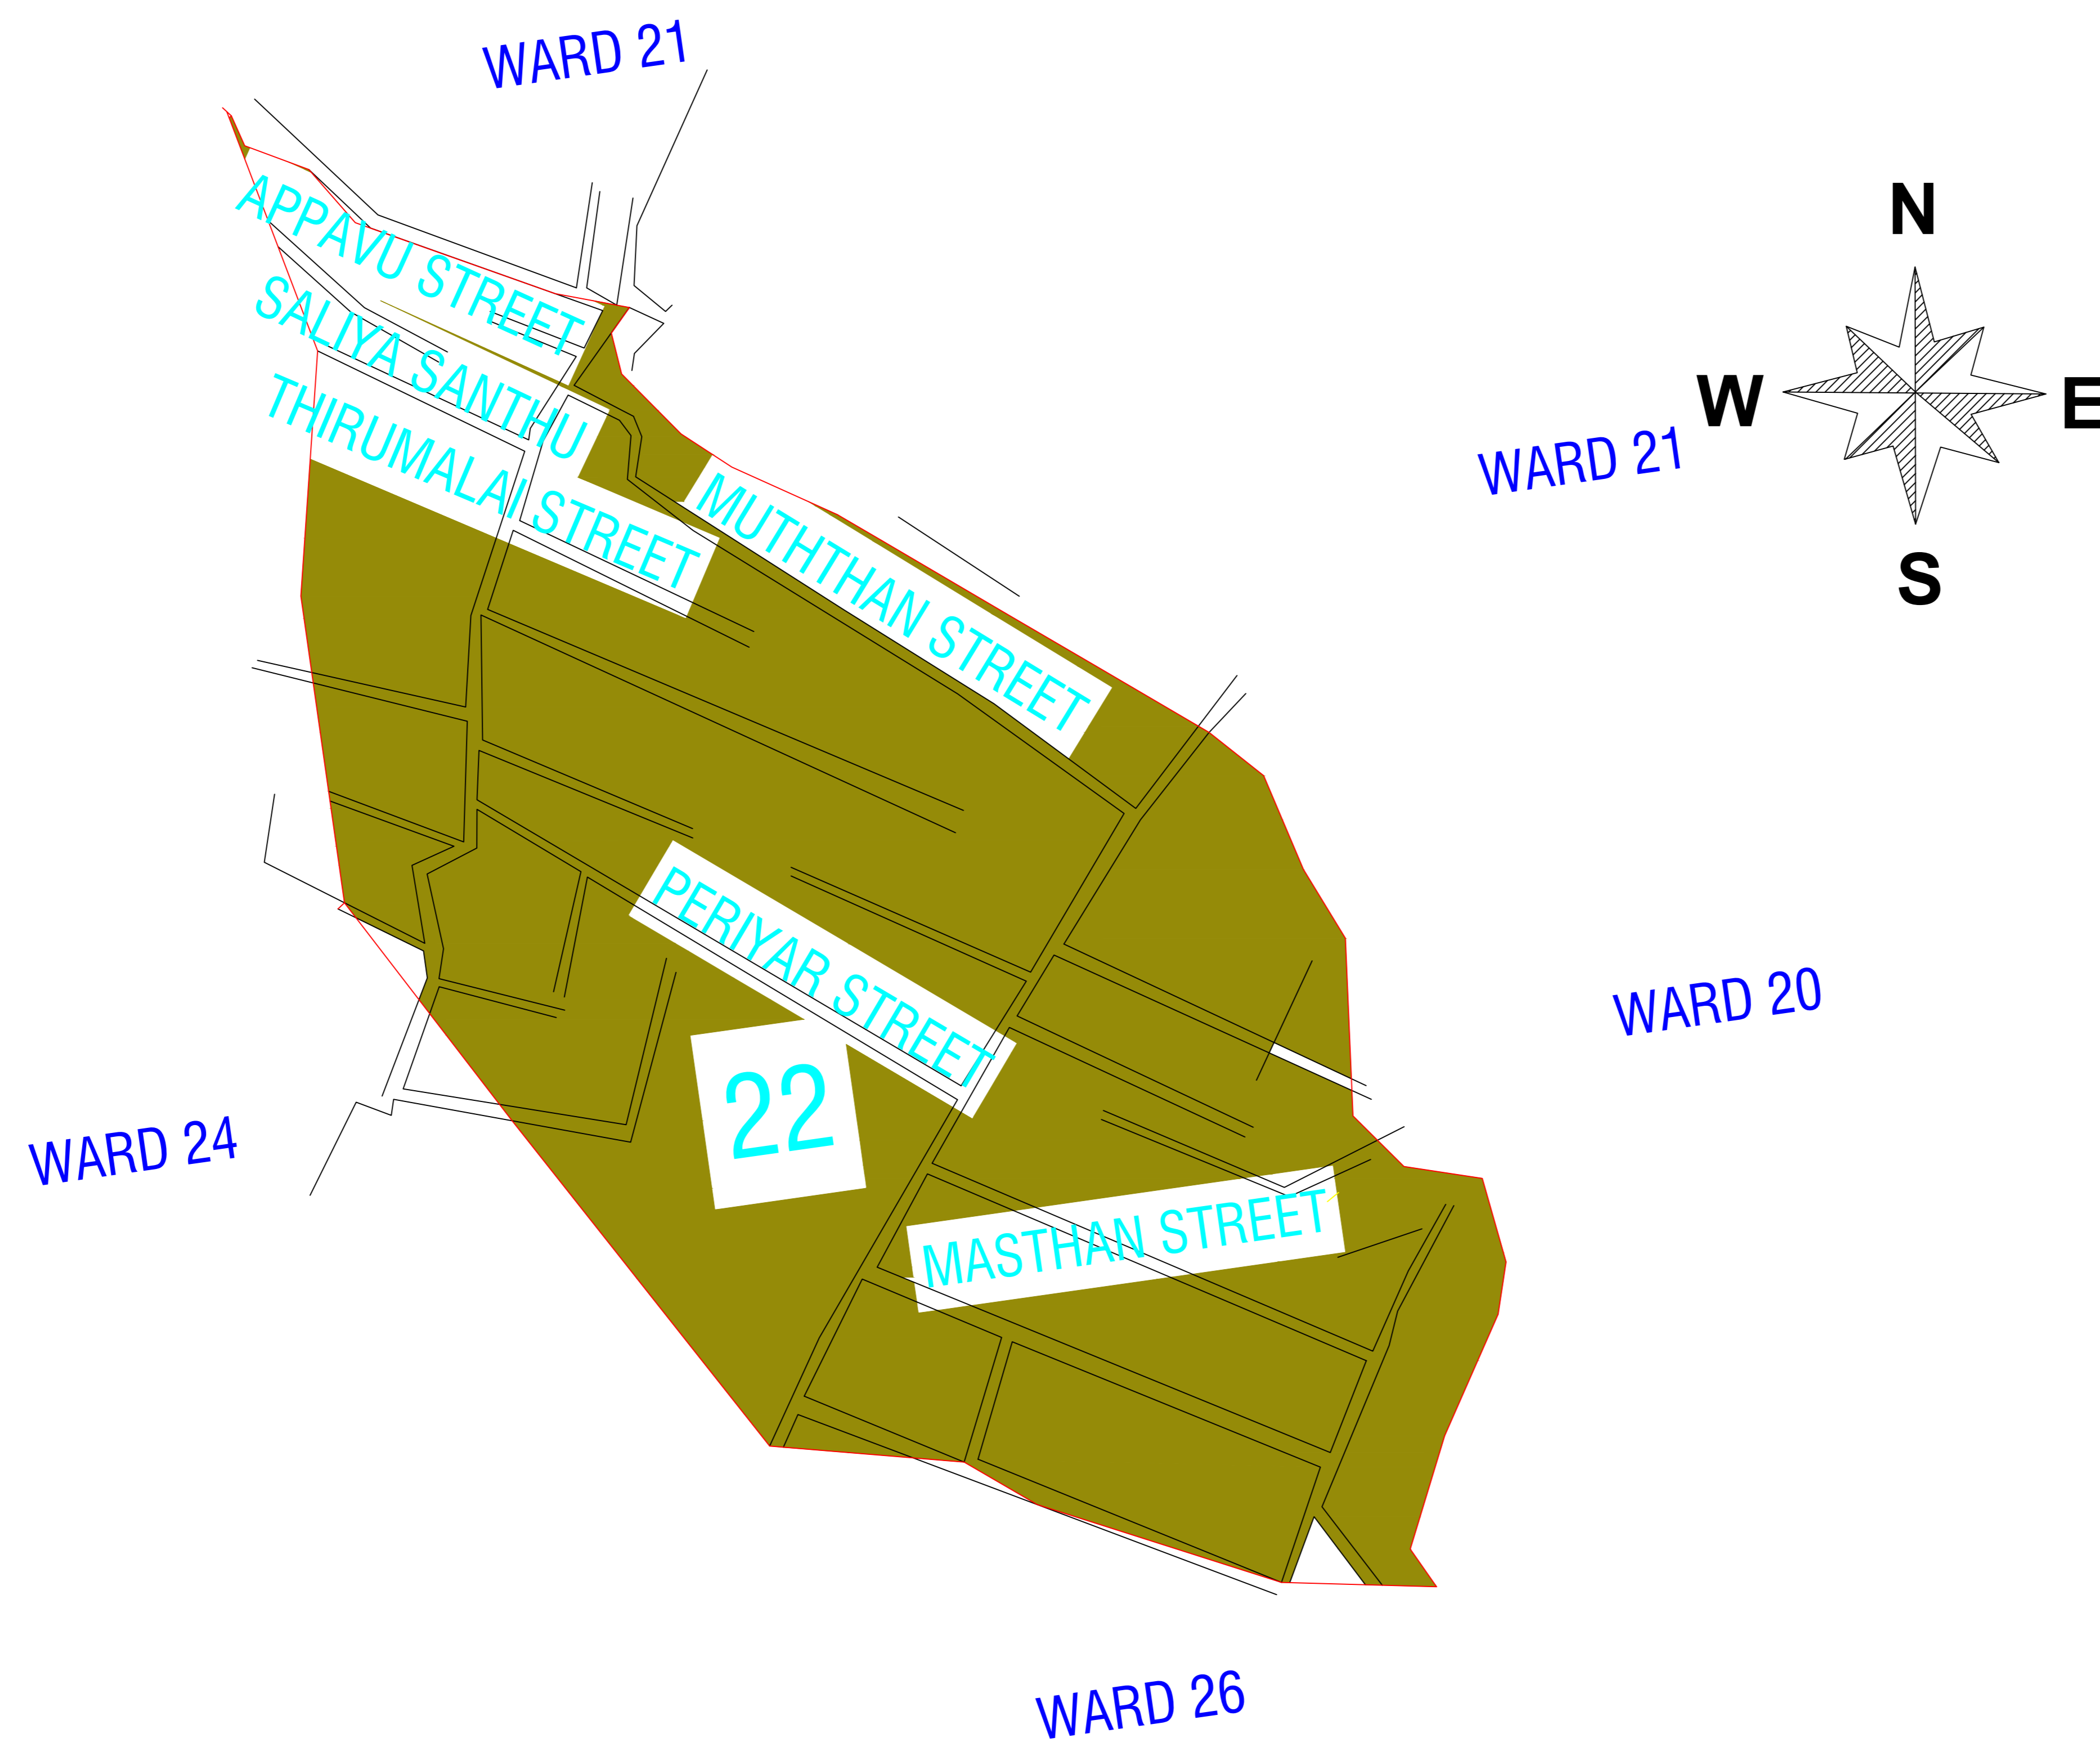 WARD 21
N
APPAVU STREET
SALIYA SANTHU
THIRUMALAI STREET
W
E
WARD 21
MUTHTHAN STREET
S
PERIYAR STREET
WARD 20
22
WARD 24
MASTHAN STREET
WARD 26